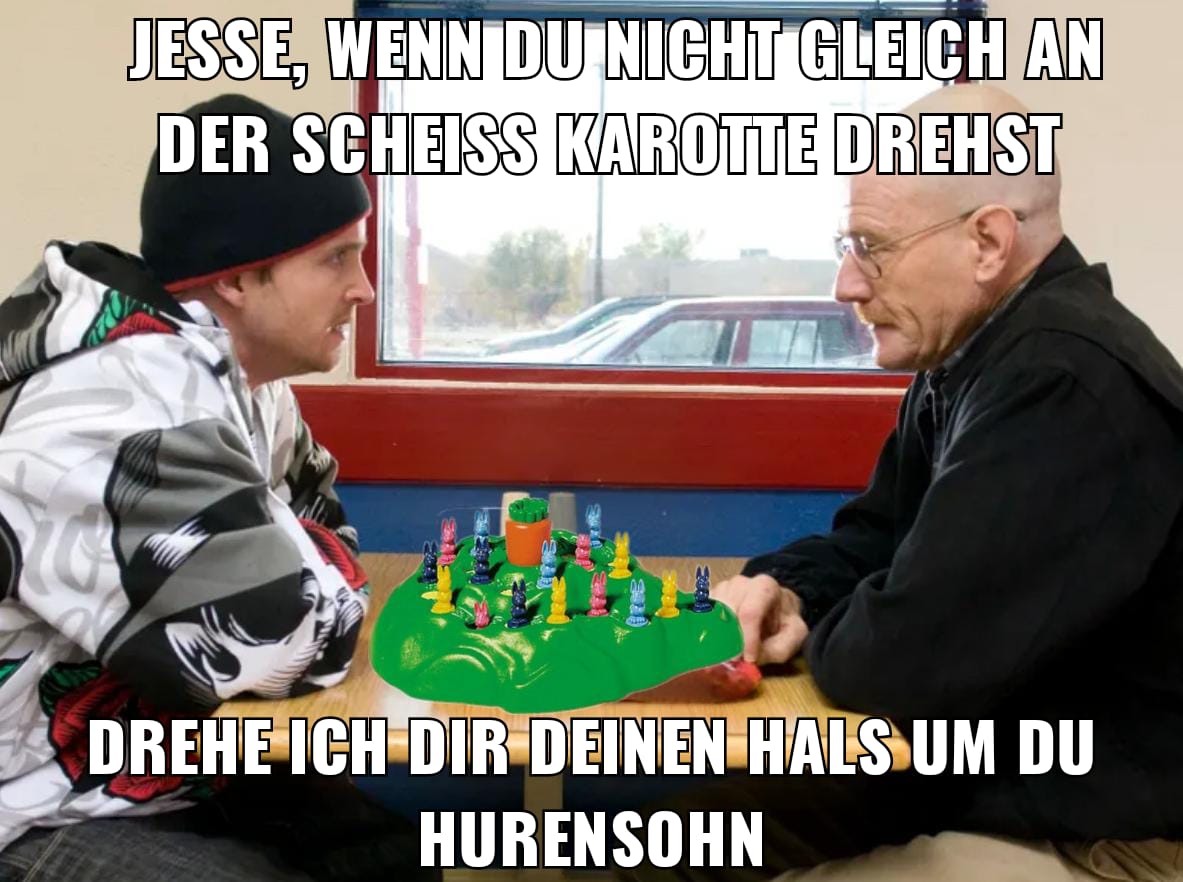 JESSE, WENN DU NICHT GLEICH AN
DER SCHEISS KAROTTE DREHST
DREHE ICH DIR DEINEN HALS UM DU
HURENSOHN